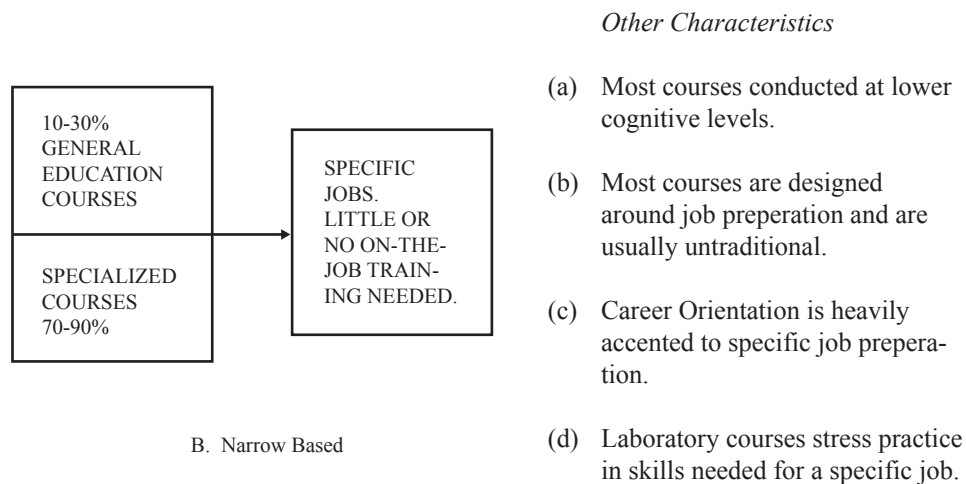 10-30%
GENERAL
EDUCATION
COURSES
SPECIALIZED
COURSES
70-90%
SPECIFIC
JOBS.
LITTLE OR
NO ON-THE-
JOB TRAIN-
ING NEEDED.
B. Narrow Based
Other Characteristics
(a) Most courses conducted at lower
cognitive levels.
(b) Most courses are designed
around job preperation and are
usually untraditional.
(c) Career Orientation is heavily
accented to specific job prepera-
tion.
(d) Laboratory courses stress practice
in skills needed for a specific job.